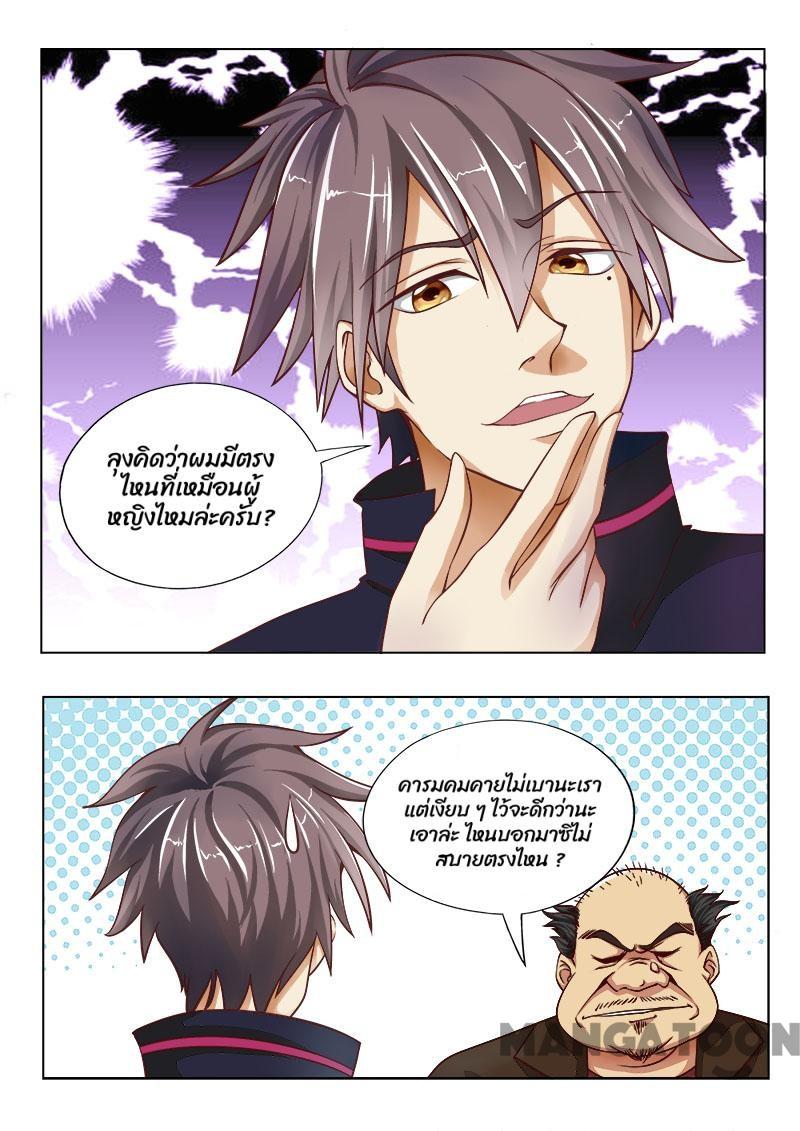 ลุงคิดว่าผมมีตรง
ไหนที่เหมือนผู้
หญิงไหมล่ะครับ?
คารมคมคายไม่เบานะเรา
แต่เงียบ ๆ ไว้จะดีกว่านะ
เอาล่ะ ไหนบอกมาซิไม่
สบายตรงไหน ?
MANGATOON